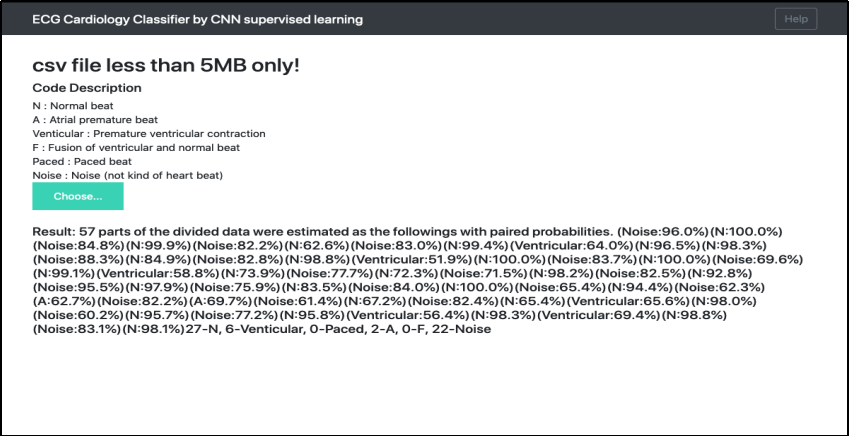 ECG Cardiology Classifier by CNN supervised learning
Help
csv file less than 5MB only!
Code Description
N : Normal beat
A : Atrial premature beat
Venticular : Premature ventricular contraction
F : Fusion of ventricular and normal beat
Paced : Paced beat
Noise : Noise (not kind of heart beat)
Choose...
Result: 57 parts of the divided data were estimated as the followings with paired probabilities. (Noise:96.0%)(N:100.0%)
(Noise:84.8%)(N:99.9%)(Noise:82.2%)(N:62.6%)(Noise:83.0%)(N:99.4%)(Ventricular:64.0%)(N:96.5%)(N:98.3%)
(Noise:88.3%)(N:84.9%)(Noise:82.8%)(N:98.8%)(Ventricular:51.9%)(N:100.0%)(Noise:83.7%)(N:100.0%)(Noise:69.6%)
(N:99.1%)(Ventricular:58.8%)(N:73.9%)(Noise:77.7%)(N:72.3%)(Noise:71.5%)(N:98.2%)(Noise:82.5%)(N:92.8%)
(Noise:95.5%)(N:97.9%)(Noise:75.9%)(N:83.5%)(Noise:84.0%)(N:100.0%)(Noise:65.4%)(N:94.4%)(Noise:62.3%)
(A:62.7%)(Noise:82.2%)(A:69.7%)(Noise:61.4%)(N:67.2%)(Noise:82.4%)(N:65.4%)(Ventricular:65.6%)(N:98.0%)
(Noise:60.2%)(N:95.7%)(Noise:77.2%)(N:95.8%)(Ventricular:56.4%)(N:98.3%)(Ventricular:69.4%)(N:98.8%)
(Noise:83.1%)(N:98.1%)27-N, 6-Venticular, 0-Paced, 2-A, 0-F, 22-Noise